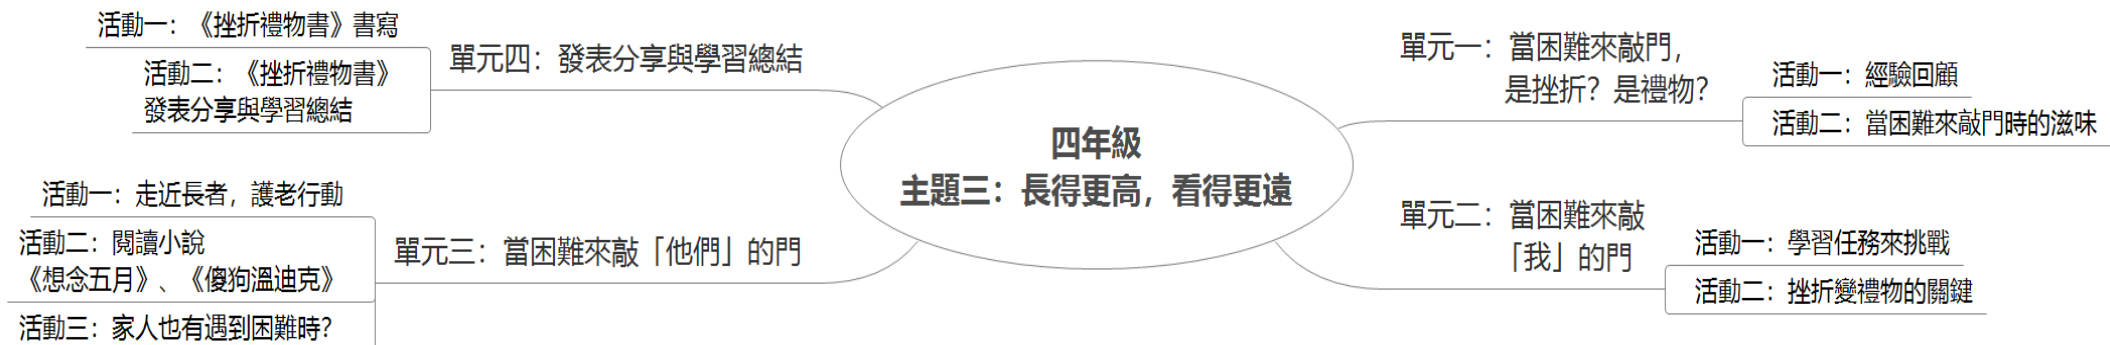 四年級
主題三：長得更高，看得更遠
單元一：當困難來敲門，
是挫折？是禮物？
活動一：經驗回顧
活動二：當困難來敲門時的滋味
單元二：當困難來敲
「我」的門
活動一：學習任務來挑戰
活動二：挫折變禮物的關鍵
單元三：當困難來敲「他們」的門
活動一：走近長者，護老行動
活動二：閱讀小說
《想念五月》、《傻狗溫迪克》
活動三：家人也有遇到困難時？
單元四：發表分享與學習總結
活動一：《挫折禮物書》書寫
活動二：《挫折禮物書》
發表分享與學習總結